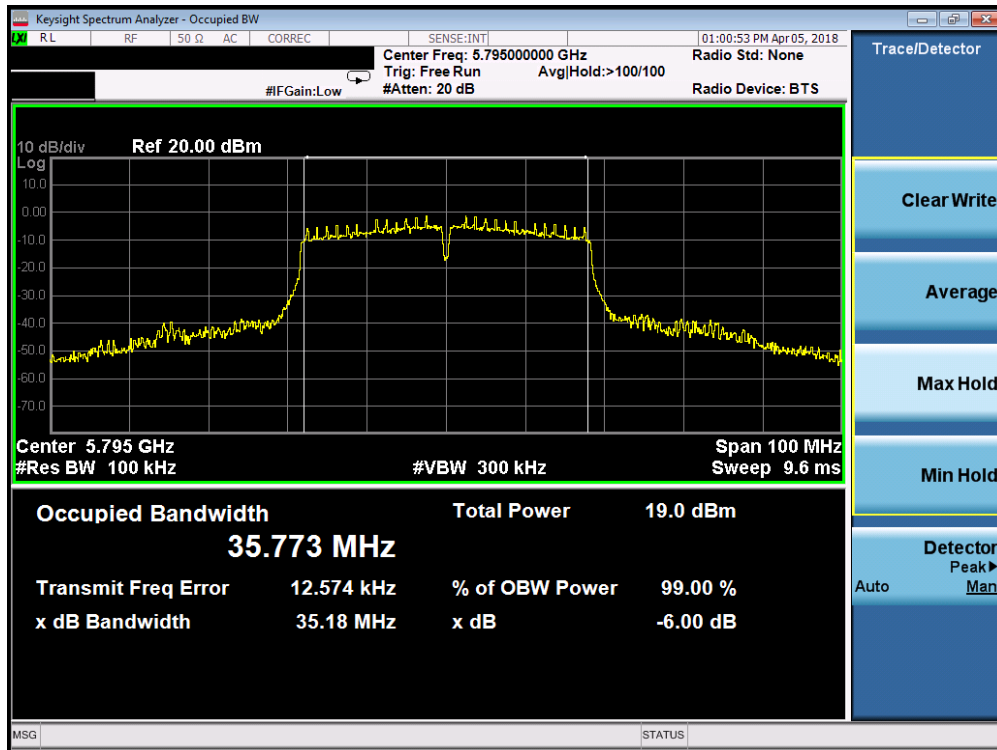 Keysight Spectrum Analyzer - Occupied BW
LXI RL RF 50 Ω AC CORREC SENSE:INT 01:00:53 PM Apr 05, 2018
Center Freq: 5.795000000 GHz Radio Std: None
Trig: Free Run Avg|Hold:>100/100
#IFGain:Low #Atten: 20 dB Radio Device: BTS
10 dB/div Ref 20.00 dBm
Log
10.0
0.00
-10.0
-20.0
-30.0
-40.0
-50.0
-60.0
-70.0
Center 5.795 GHz Span 100 MHz
#Res BW 100 kHz #VBW 300 kHz Sweep 9.6 ms
Occupied Bandwidth Total Power 19.0 dBm
35.773 MHz
Transmit Freq Error 12.574 kHz % of OBW Power 99.00 %
x dB Bandwidth 35.18 MHz x dB -6.00 dB
MSG STATUS
Trace/Detector
Clear Write
Average
Max Hold
Min Hold
Detector
Peak▶
Auto Man